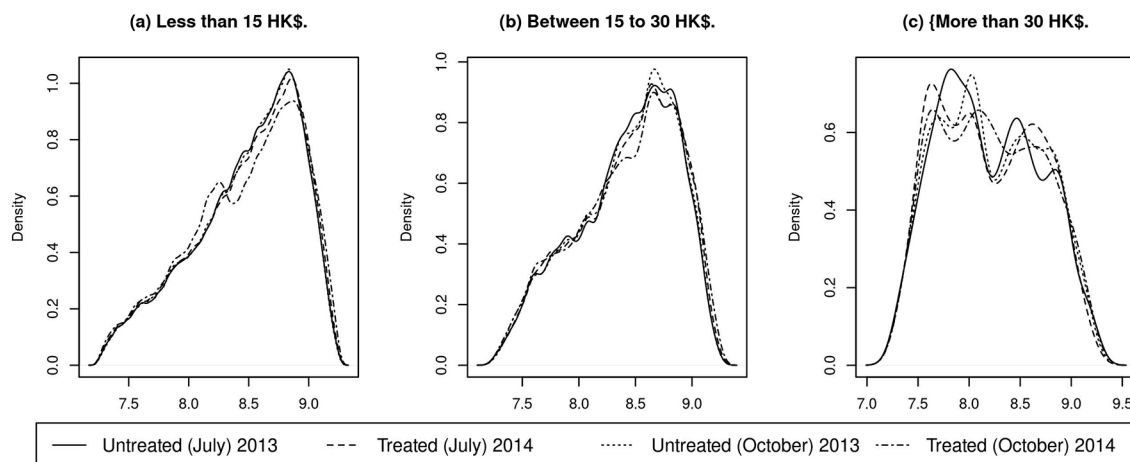 (a) Less than 15 HK$.
(b) Between 15 to 30 HK$.
(c) {More than 30 HK$.
Density
0.0
0.2
0.4
0.6
0.8
1.0
7.5 8.0 8.5 9.0
Density
0.0
0.2
0.4
0.6
0.8
1.0
7.5 8.0 8.5 9.0
Density
0.0
0.2
0.4
0.6
7.0 7.5 8.0 8.5 9.0 9.5
Untreated (July) 2013 Treated (July) 2014 Untreated (October) 2013 Treated (October) 2014